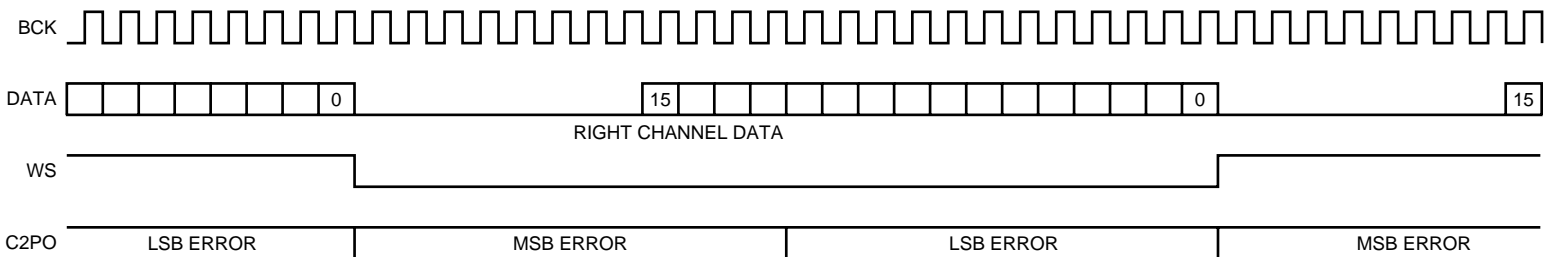 BCK
DATA 0 15 0 15
RIGHT CHANNEL DATA
WS
C2PO LSB ERROR MSB ERROR LSB ERROR MSB ERROR